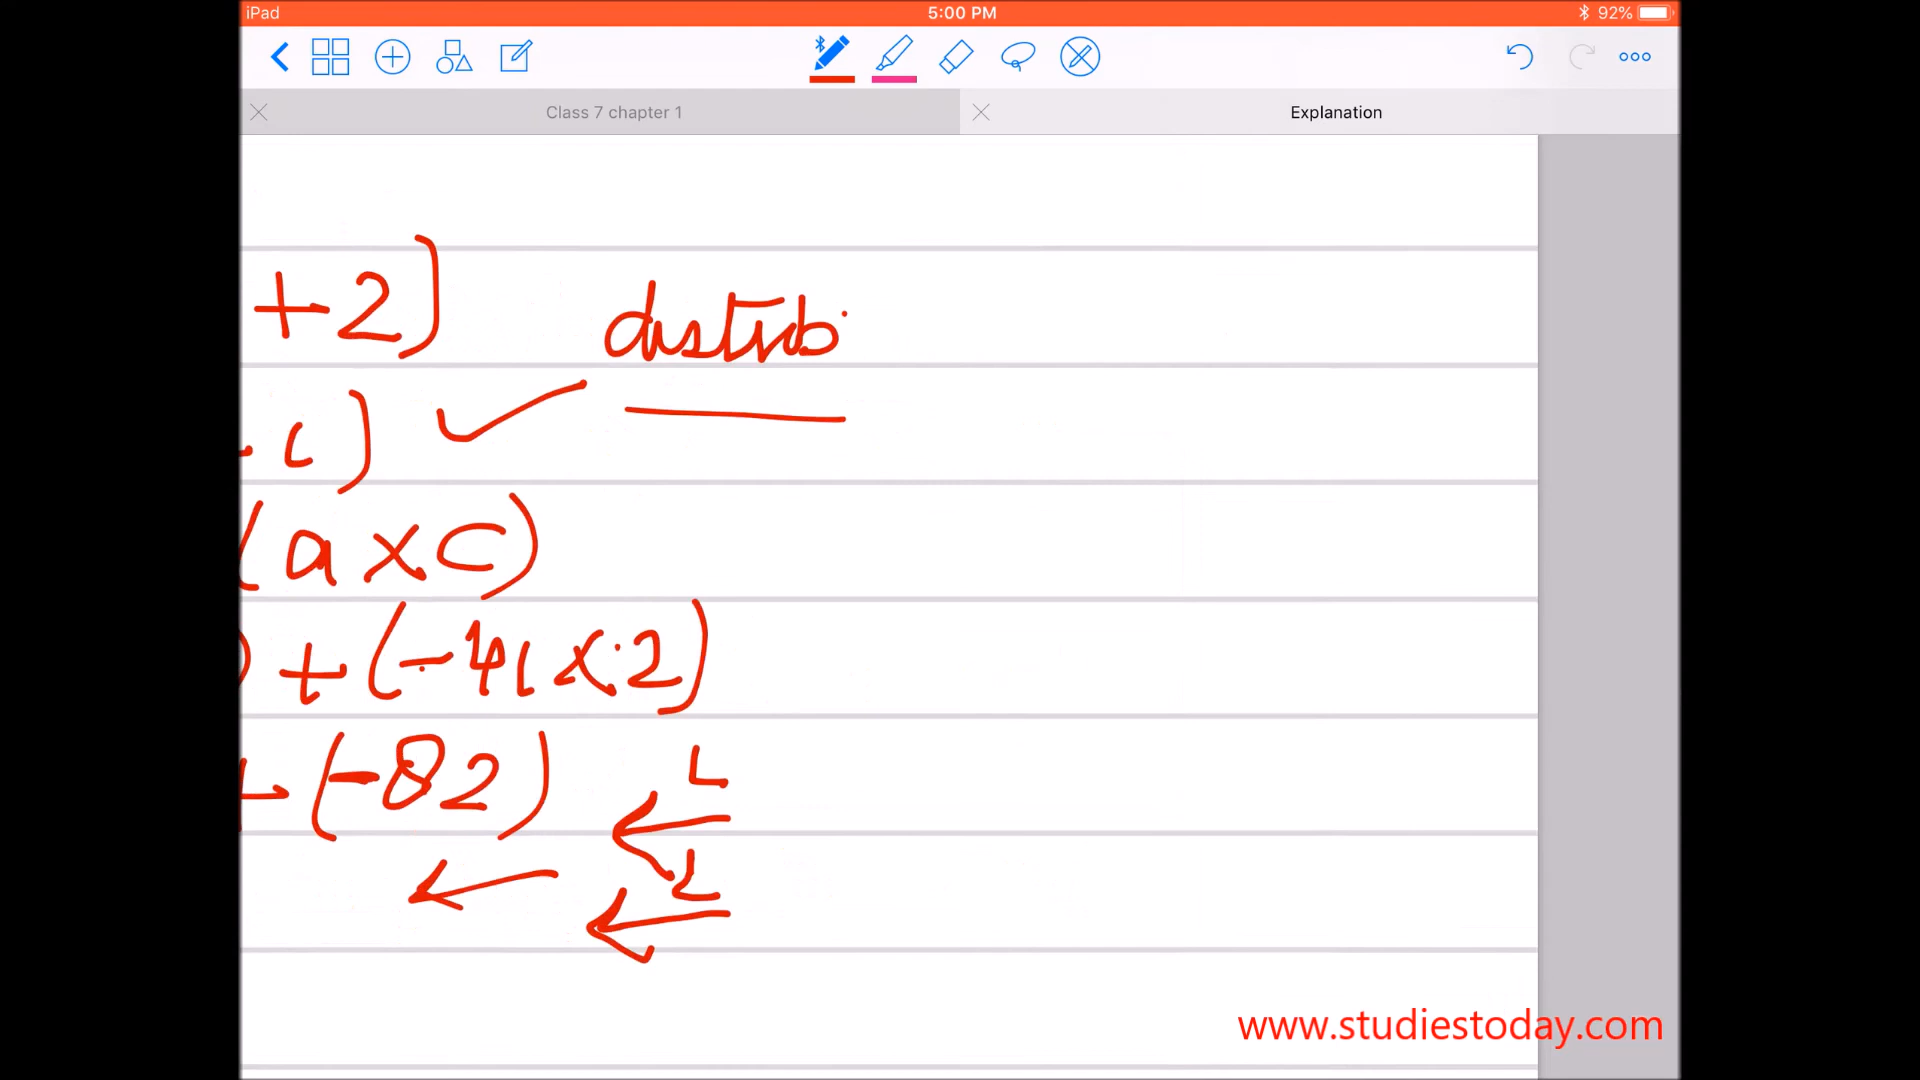 iPad 5:00 PM 92%
Class 7 chapter 1 Explanation
+ 2] distrib.
c]
(a × c)
) + (-41 × 2)
+ (-82) L
L
www.studiestoday.com